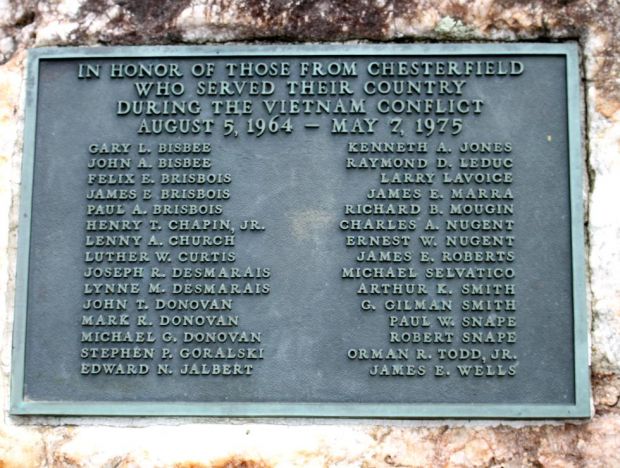 IN HONOR OF THOSE FROM CHESTERFIELD
WHO SERVED THEIR COUNTRY
DURING THE VIETNAM CONFLICT
AUGUST 5, 1964 — MAY 7, 1975
GARY L. BISBEE
JOHN A. BISBEE
FELIX E. BRISBOIS
JAMES F. BRISBOIS
PAUL A. BRISBOIS
HENRY T. CHAPIN, JR.
LENNY A. CHURCH
LUTHER W. CURTIS
JOSEPH R. DESMARAIS
LYNNE M. DESMARAIS
JOHN T. DONOVAN
MARK R. DONOVAN
MICHAEL G. DONOVAN
STEPHEN P. GORALSKI
EDWARD N. JALBERT
KENNETH A. JONES
RAYMOND D. LEDUC
LARRY LAVOICE
JAMES E. MARRA
RICHARD B. MOUGIN
CHARLES A. NUGENT
ERNEST W. NUGENT
JAMES E. ROBERTS
MICHAEL SELVATICO
ARTHUR K. SMITH
G. GILMAN SMITH
PAUL W. SNAPE
ROBERT SNAPE
ORMAN R. TODD, JR.
JAMES E. WELLS